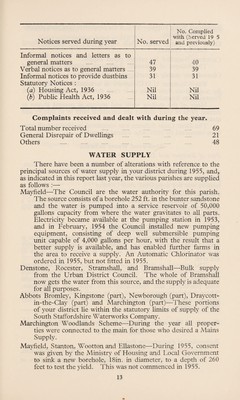 Notices served during year
No. served
No. Complied
with (Served 19 5
and previously)
Informal notices and letters as to
general matters 47 40
Verbal notices as to general matters 39 39
Informal notices to provide dustbins 31 31
Statutory Notices :
(a) Housing Act, 1936 Nil Nil
(b) Public Health Act, 1936 Nil Nil
Complaints received and dealt with during the year.
Total number received 69
General Disrepair of Dwellings 21
Others 48
WATER SUPPLY
There have been a number of alterations with reference to the
principal sources of water supply in your district during 1955, and,
as indicated in this report last year, the various parishes are supplied
as follows :—
Mayfield—The Council are the water authority for this parish.
The source consists of a borehole 252 ft. in the bunter sandstone
and the water is pumped into a service reservoir of 50,000
gallons capacity from where the water gravitates to all parts.
Electricity became available at the pumping station in 1953,
and in February, 1954 the Council installed new pumping
equipment, consisting of deep well submersible pumping
unit capable of 4,000 gallons per hour, with the result that a
better supply is available, and has enabled further farms in
the area to receive a supply. An Automatic Chlorinator was
ordered in 1955, but not fitted in 1955.
Denstone, Rocester, Stramshall, and Bramshall—Bulk supply
from the Urban District Council. The whole of Bramshall
now gets the water from this source, and the supply is adequate
for all purposes.
Abbots Bromley, Kingstone (part), Newborough (part), Draycott-
in-the-Clay (part) and Marchington (part)—These portions
of your district lie within the statutory limits of supply of the
South Staffordshire Waterworks Company.
Marchington Woodlands Scheme—During the year all proper-
ties were connected to the main for those who desired a Mains
Supply.
Mayfield, Stanton, Wootton and Ellastone—During 1955, consent
was given by the Ministry of Housing and Local Government
to sink a new borehole, 18in. in diameter, to a depth of 260
feet to test the yield. This was not commenced in 1955.
13